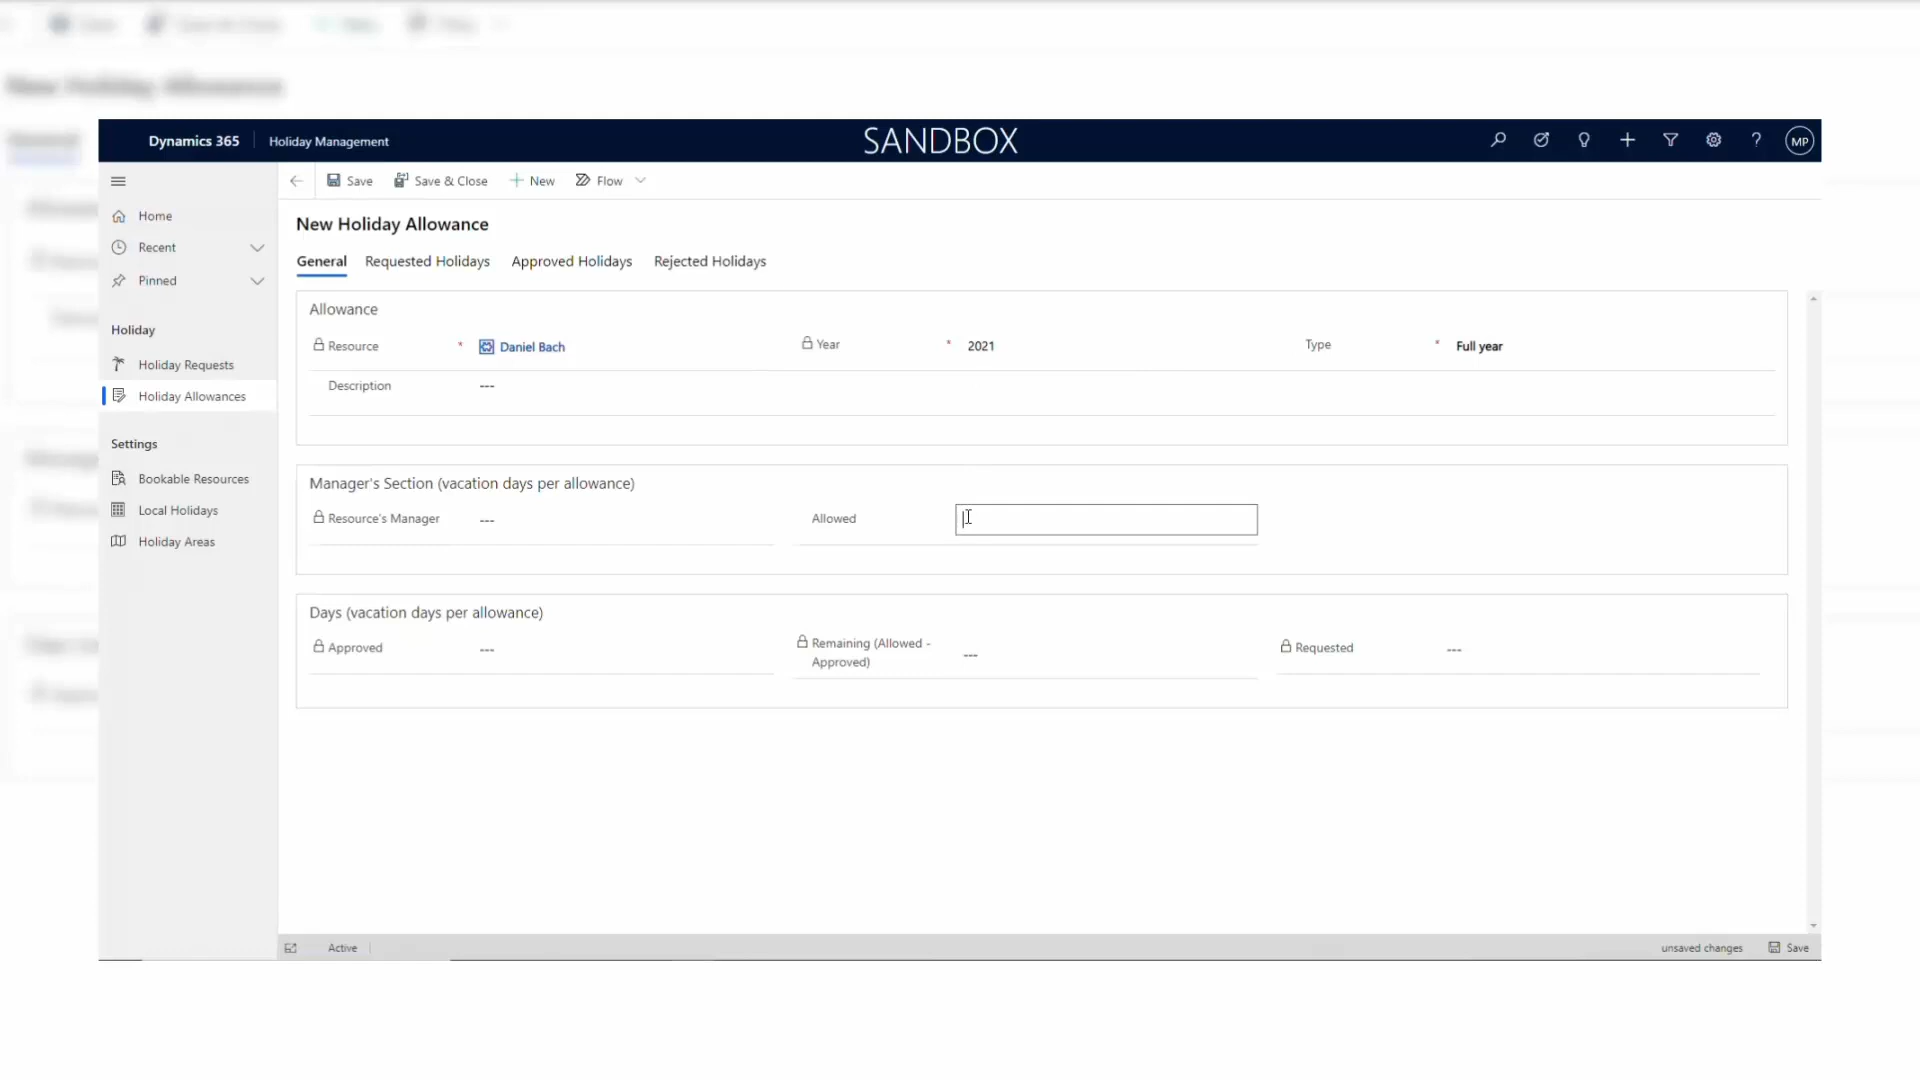 New Holiday Allowance
Dynamics 365 Holiday Management SANDBOX MP
Save Save & Close New Flow
New Holiday Allowance
General Requested Holidays Approved Holidays Rejected Holidays
Home
Recent
Pinned
Holiday
Holiday Requests
Holiday Allowances
Settings
Bookable Resources
Local Holidays
Holiday Areas
Allowance
Resource * Daniel Bach Year * 2021 Type * Full year
Description ---
Manager's Section (vacation days per allowance)
Resource's Manager --- Allowed
Days (vacation days per allowance)
Approved --- Remaining (Allowed - Approved) --- Requested ---
Active unsaved changes Save